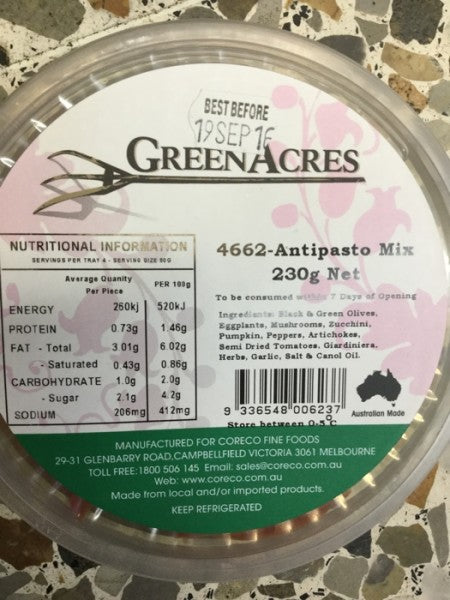 BEST BEFORE
19 SEP 16
GREENACRES
NUTRITIONAL INFORMATION
SERVINGS PER TRAY 4 - SERVING SIZE 50G
Average Quanity
Per Piece PER 100g
ENERGY 260kj 520kJ
PROTEIN 0.73g 1.46g
FAT - Total 3.01g 6.02g
- Saturated 0.43g 0.86g
CARBOHYDRATE 1.0g 2.0g
- Sugar 2.1g 4.2g
SODIUM 206mg 412mg
4662-Antipasto Mix
230g Net
To be consumed within 7 Days of Opening
Ingredients: Black & Green Olives,
Eggplants, Mushrooms, Zucchini,
Pumpkin, Peppers, Artichokes,
Semi Dried Tomatoes, Giardiniera,
Herbs, Garlic, Salt & Canol Oil.
9 336548 006237
Australian Made
Store between 0-5°C
MANUFACTURED FOR CORECO FINE FOODS
29-31 GLENBARRY ROAD,CAMPBELLFIELD VICTORIA 3061 MELBOURNE
TOLL FREE:1800 506 145 Email: sales@coreco.com.au
Web: www.coreco.com.au
Made from local and/or imported products.
KEEP REFRIGERATED